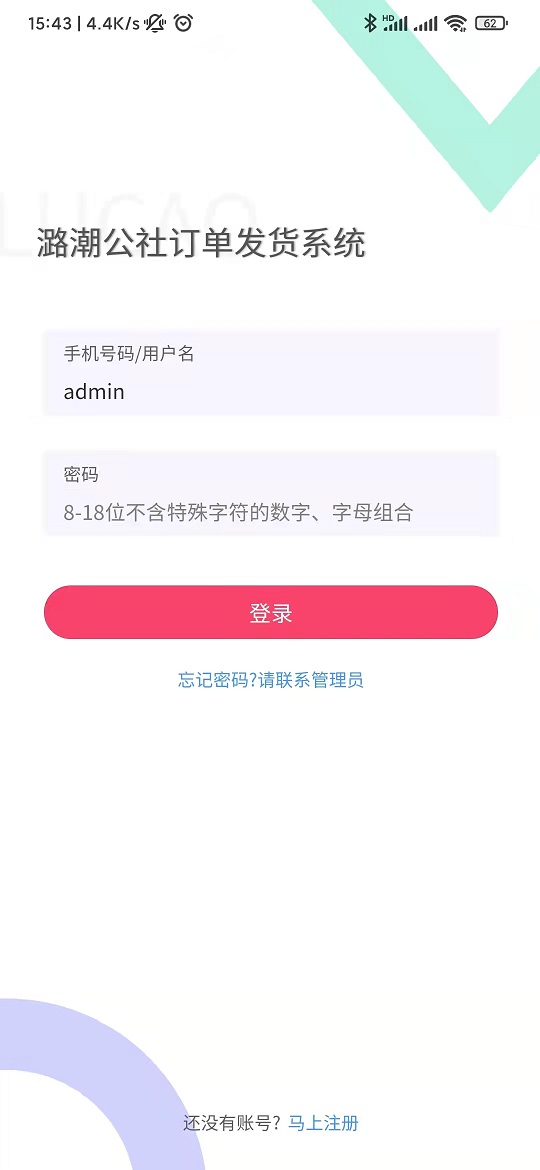 15:43 | 4.4K/s
HD 62
LUCAO
潞潮公社订单发货系统
手机号码/用户名
admin
密码
8-18位不含特殊字符的数字、字母组合
登录
忘记密码?请联系管理员
还没有账号? 马上注册